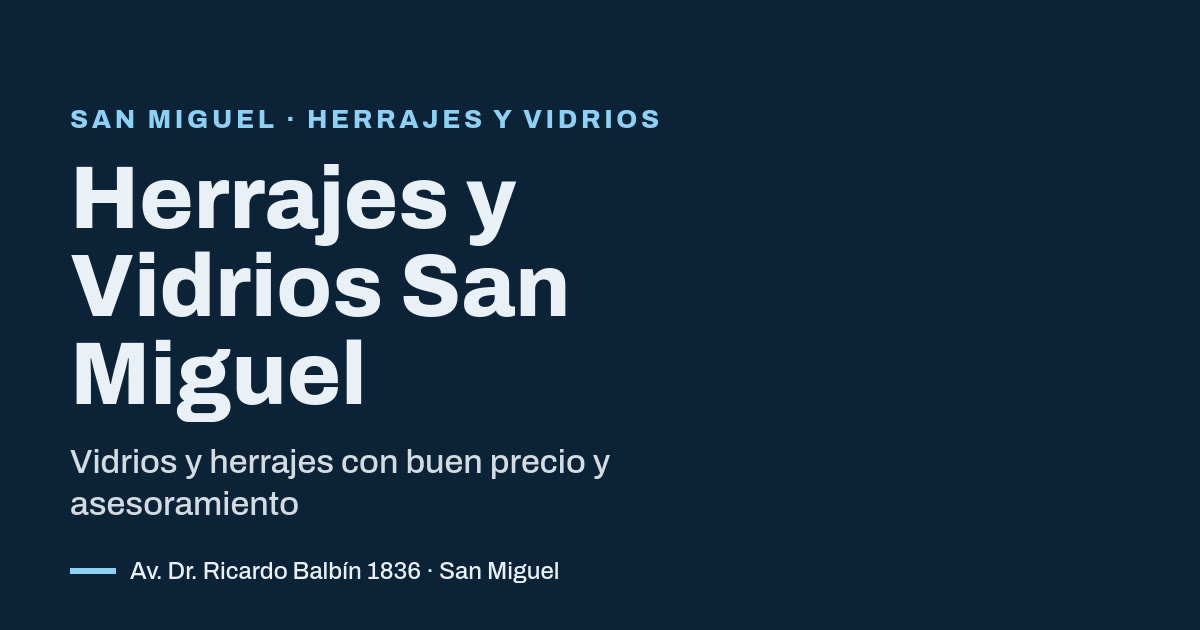 SAN MIGUEL · HERRAJES Y VIDRIOS
Herrajes y
Vidrios San
Miguel
Vidrios y herrajes con buen precio y
asesoramiento
Av. Dr. Ricardo Balbín 1836 · San Miguel